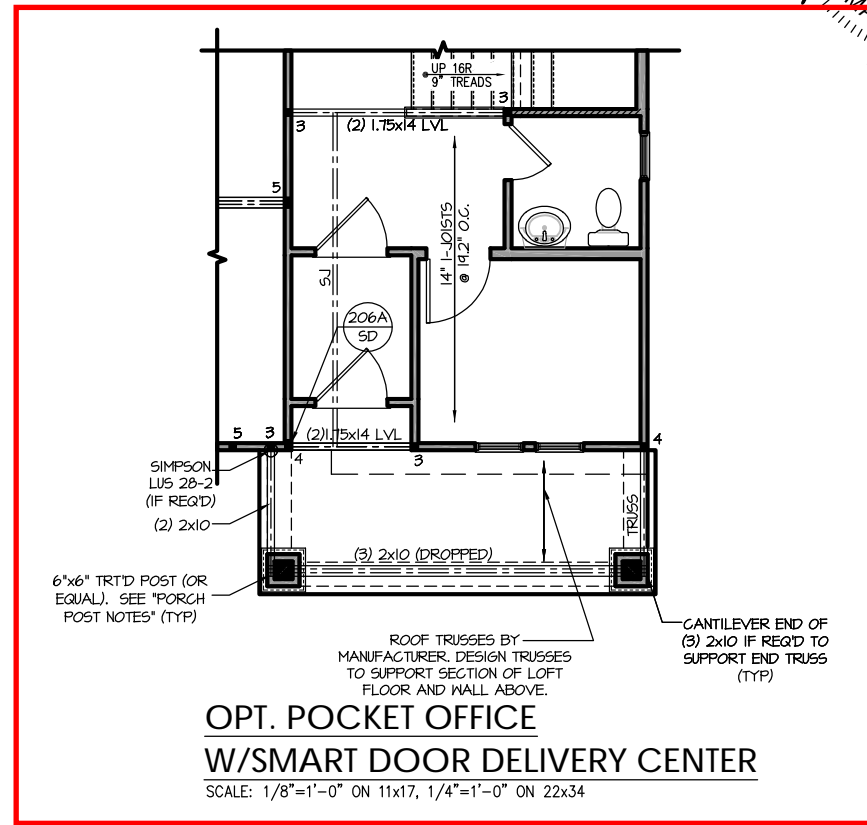 UP 16R
9" TREADS
3
3
(2) 1.75x14 LVL
5
14" I-JOISTS
@ 19.2" O.C.
SJ
206A
SD
(2)1.75x14 LVL
5
3
4
3
4
SIMPSON
LUS 28-2
(IF REQ'D)
(2) 2x10
TRUSS
(3) 2x10 (DROPPED)
6"x6" TRT'D POST (OR
EQUAL). SEE "PORCH
POST NOTES" (TYP)
ROOF TRUSSES BY
MANUFACTURER. DESIGN TRUSSES
TO SUPPORT SECTION OF LOFT
FLOOR AND WALL ABOVE.
CANTILEVER END OF
(3) 2x10 IF REQ'D TO
SUPPORT END TRUSS
(TYP)
OPT. POCKET OFFICE
W/SMART DOOR DELIVERY CENTER
SCALE: 1/8"=1'-0" ON 11x17, 1/4"=1'-0" ON 22x34